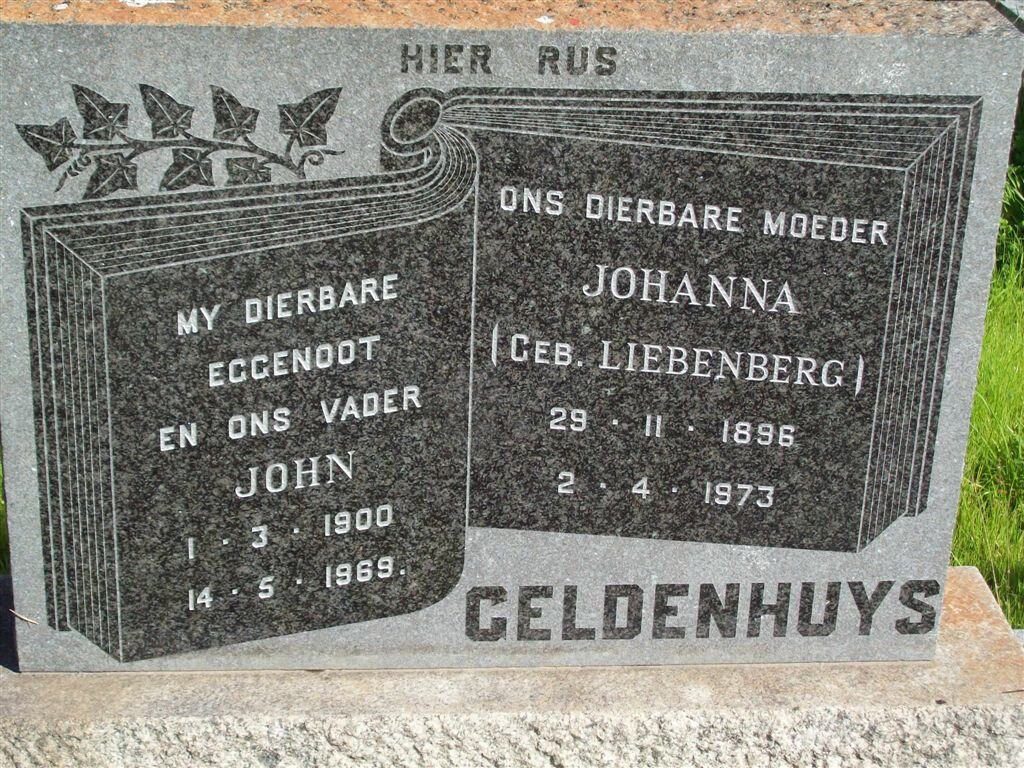 HIER RUS
MY DIERBARE
EGGENOOT
EN ONS VADER
JOHN
1 · 3 · 1900
14 · 5 · 1969.
ONS DIERBARE MOEDER
JOHANNA
(GEB. LIEBENBERG)
29 · 11 · 1896
2 · 4 · 1973
GELDENHUYS